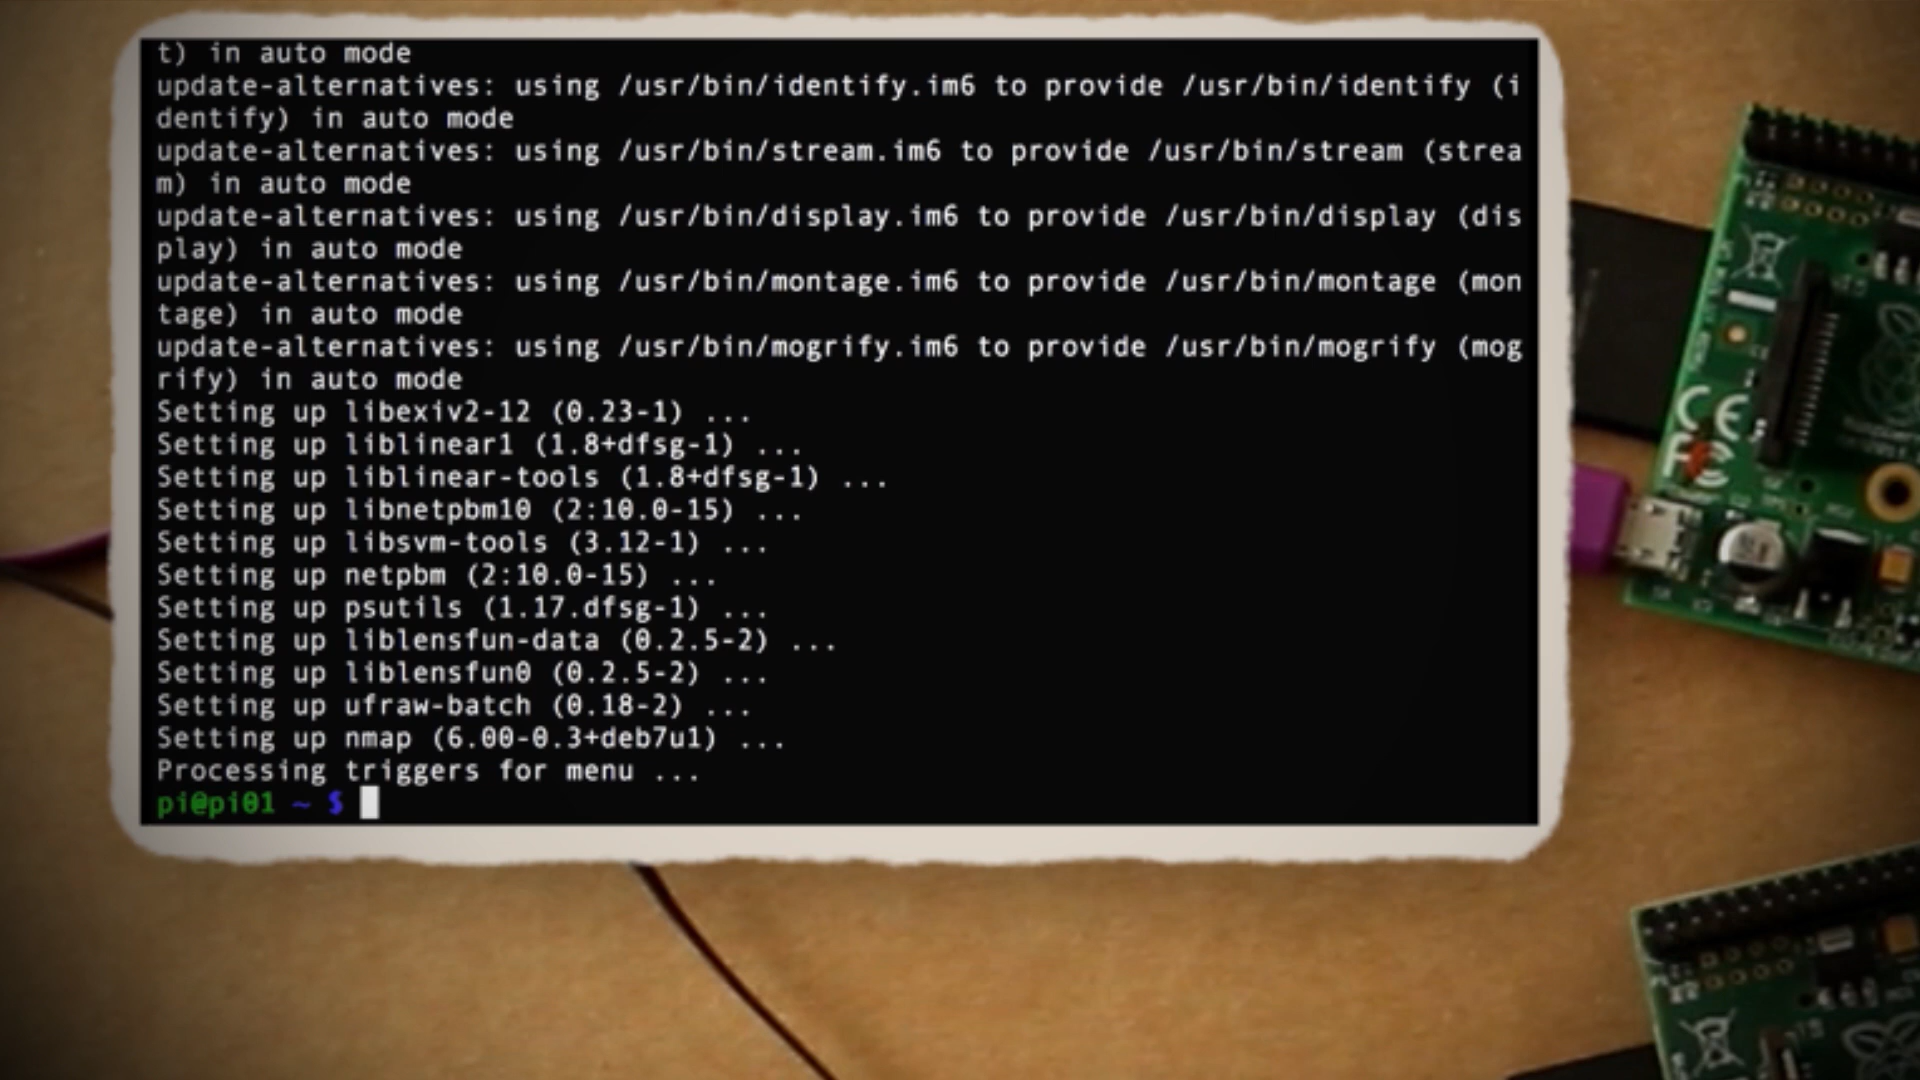 t) in auto mode
update-alternatives: using /usr/bin/identify.im6 to provide /usr/bin/identify (i
dentify) in auto mode
update-alternatives: using /usr/bin/stream.im6 to provide /usr/bin/stream (strea
m) in auto mode
update-alternatives: using /usr/bin/display.im6 to provide /usr/bin/display (dis
play) in auto mode
update-alternatives: using /usr/bin/montage.im6 to provide /usr/bin/montage (mon
tage) in auto mode
update-alternatives: using /usr/bin/mogrify.im6 to provide /usr/bin/mogrify (mog
rify) in auto mode
Setting up libexiv2-12 (0.23-1) ...
Setting up liblinear1 (1.8+dfsg-1) ...
Setting up liblinear-tools (1.8+dfsg-1) ...
Setting up libnetpbm10 (2:10.0-15) ...
Setting up libsvm-tools (3.12-1) ...
Setting up netpbm (2:10.0-15) ...
Setting up psutils (1.17.dfsg-1) ...
Setting up liblensfun-data (0.2.5-2) ...
Setting up liblensfun0 (0.2.5-2) ...
Setting up ufraw-batch (0.18-2) ...
Setting up nmap (6.00-0.3+deb7u1) ...
Processing triggers for menu ...
pi@pi01 ~ $
CE